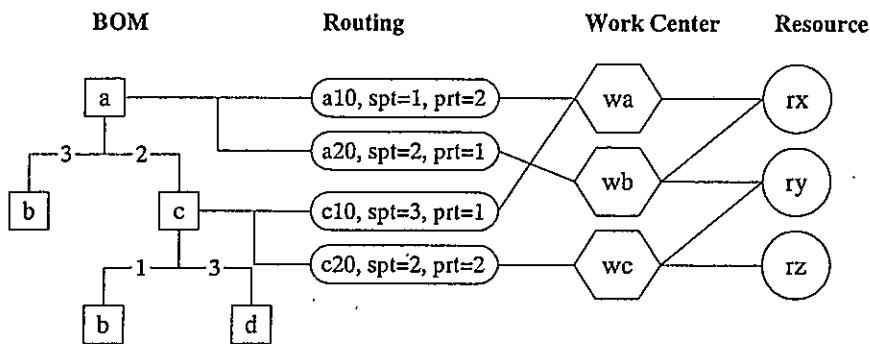 BOM Routing Work Center Resource
a a10, spt=1, prt=2 wa rx
3 2 a20, spt=2, prt=1 wb ry
b c c10, spt=3, prt=1
1 3 c20, spt=2, prt=2 wc rz
b d